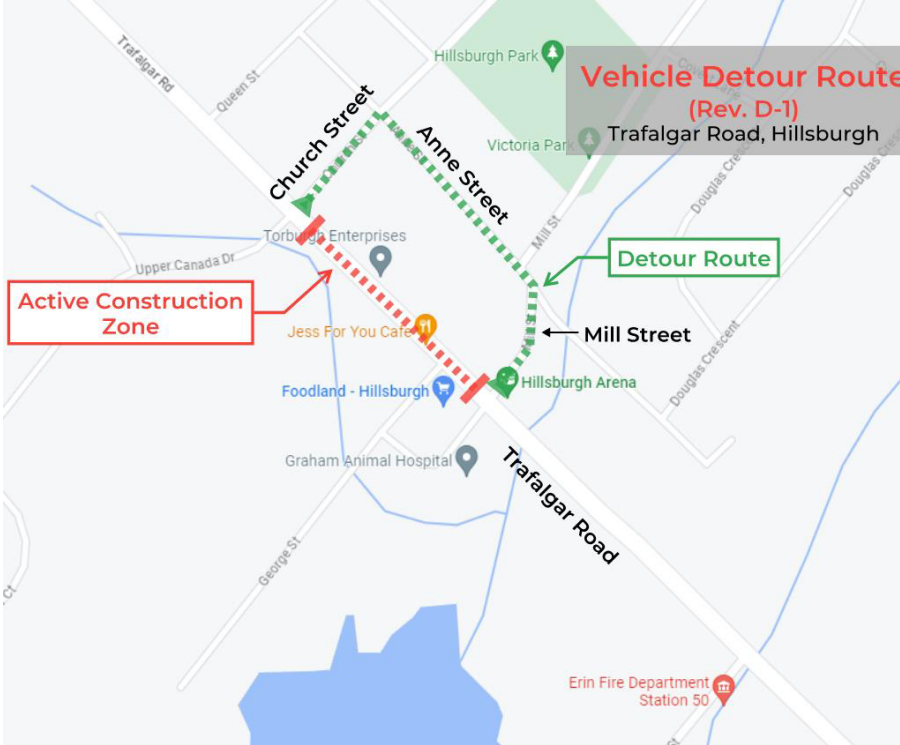 Vehicle Detour Route
(Rev. D-1)
Trafalgar Road, Hillsburgh
Hillsburgh Park
Trafalgar Rd
Queen St
Church Street
Anne Street
Victoria Park
Mill St
Douglas Crescent
Torburgh Enterprises
Upper Canada Dr
Detour Route
Active Construction
Zone
Jess For You Cafe
Mill Street
Douglas Crescent
Foodland - Hillsburgh
Hillsburgh Arena
Graham Animal Hospital
Trafalgar Road
George St
Ct
Erin Fire Department
Station 50
St